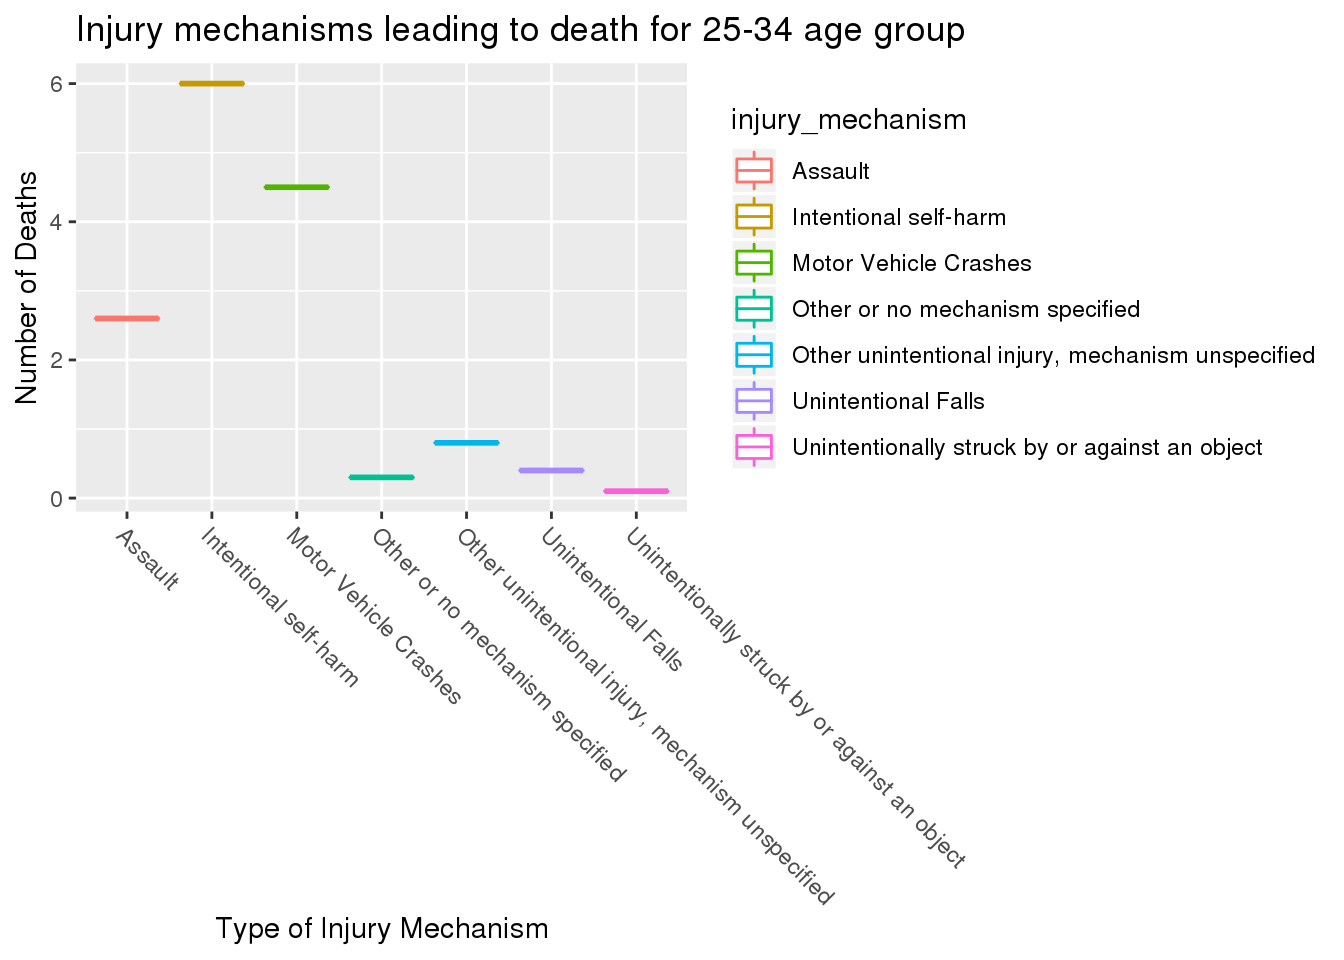 Injury mechanisms leading to death for 25-34 age group
Number of Deaths
6
4
2
0
Assault
Intentional self-harm
Motor Vehicle Crashes
Other or no mechanism specified
Other unintentional injury, mechanism unspecified
Unintentional Falls
Unintentionally struck by or against an object
Type of Injury Mechanism
injury_mechanism
Assault
Intentional self-harm
Motor Vehicle Crashes
Other or no mechanism specified
Other unintentional injury, mechanism unspecified
Unintentional Falls
Unintentionally struck by or against an object